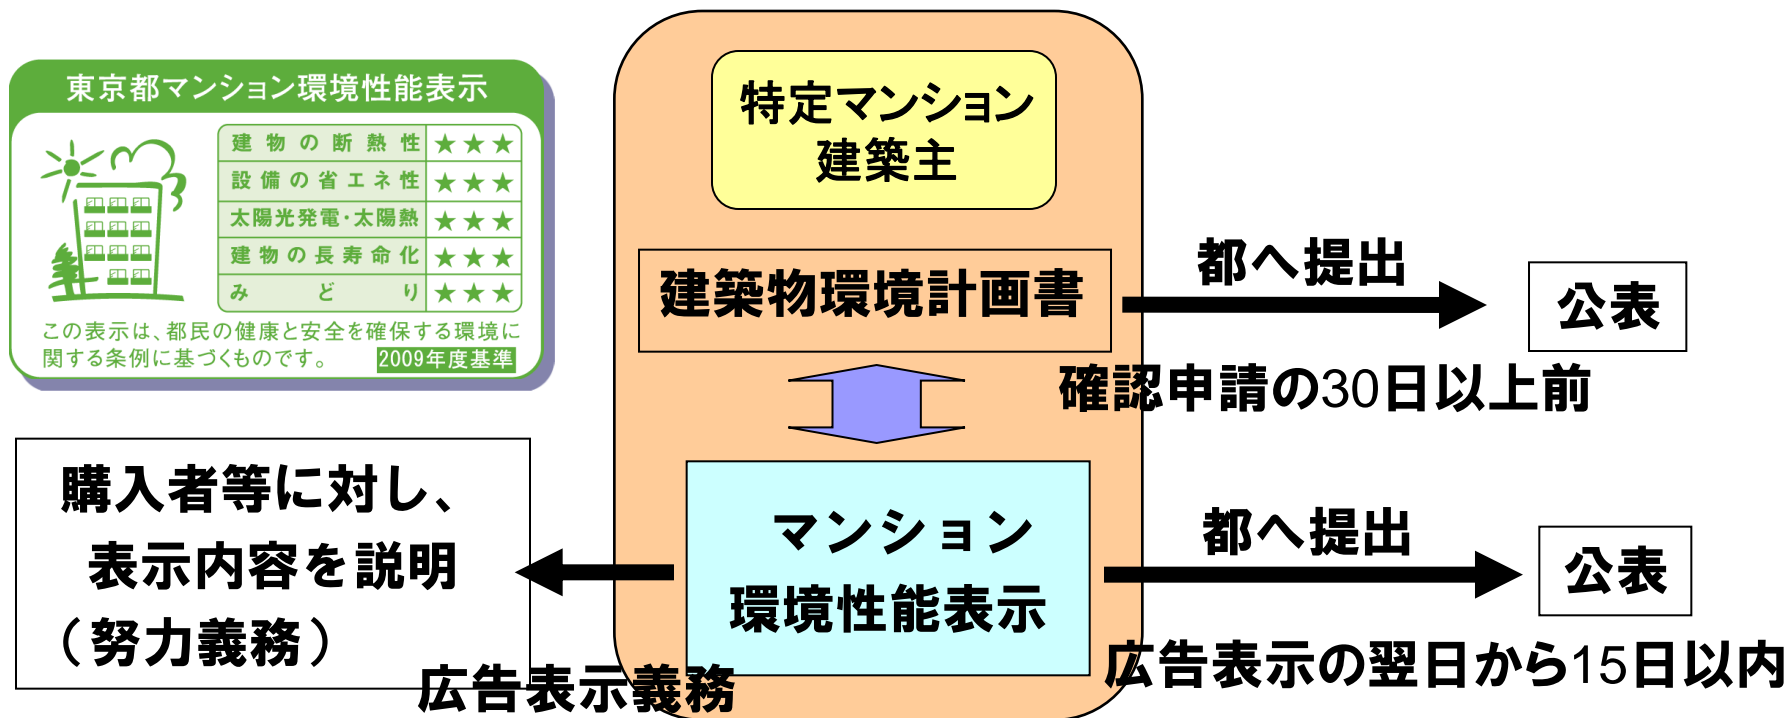 東京都マンション環境性能表示
建物の断熱性 ★★★
設備の省エネ性 ★★★
太陽光発電・太陽熱 ★★★
建物の長寿命化 ★★★
みどり ★★★
この表示は、都民の健康と安全を確保する環境に
関する条例に基づくものです。 2009年度基準
特定マンション
建築主
建築物環境計画書
都へ提出
公表
確認申請の30日以上前
マンション
環境性能表示
都へ提出
公表
広告表示の翌日から15日以内
購入者等に対し、
表示内容を説明
（努力義務）
広告表示義務